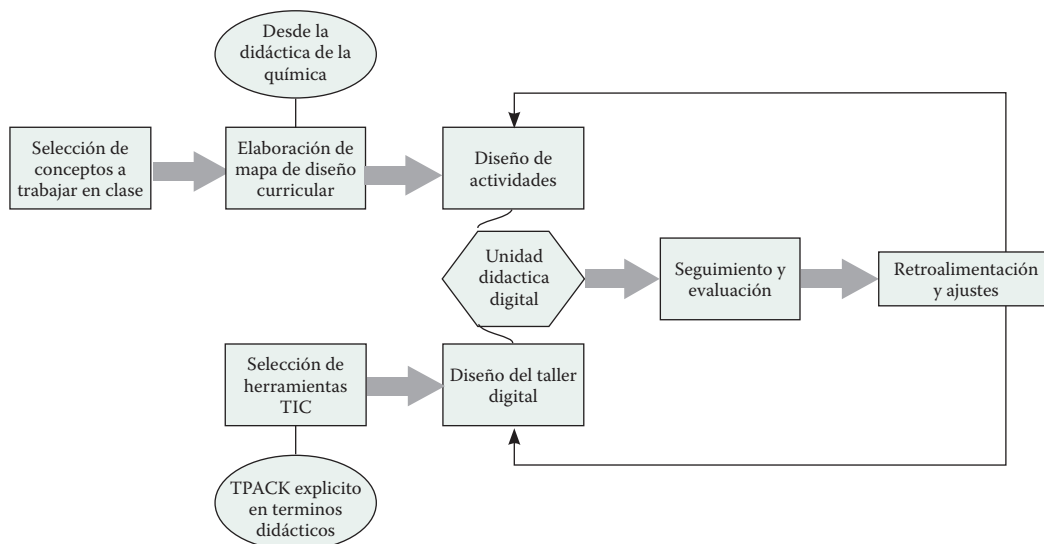 Desde la
didáctica de la
química
Selección de
conceptos a
trabajar en clase
Elaboración de
mapa de diseño
curricular
Diseño de
actividades
Unidad
didactica
digital
Seguimiento y
evaluación
Retroalimentación
y ajustes
Selección de
herramientas
TIC
Diseño del taller
digital
TPACK explicito
en terminos
didácticos